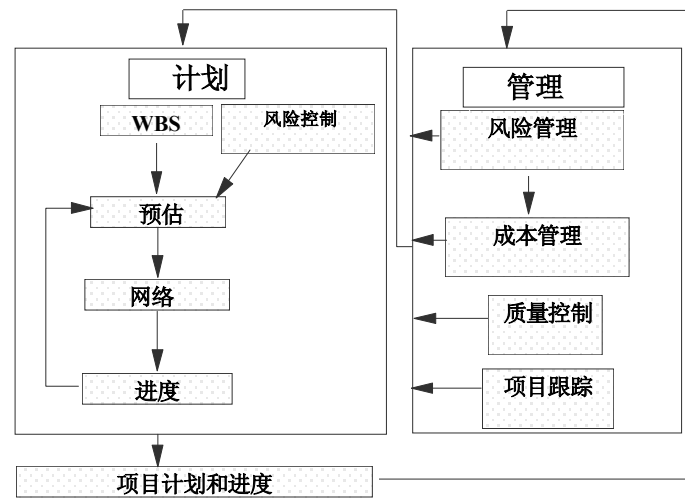 计划
WBS
风险控制
预估
网络
进度
项目计划和进度
管理
风险管理
成本管理
质量控制
项目跟踪